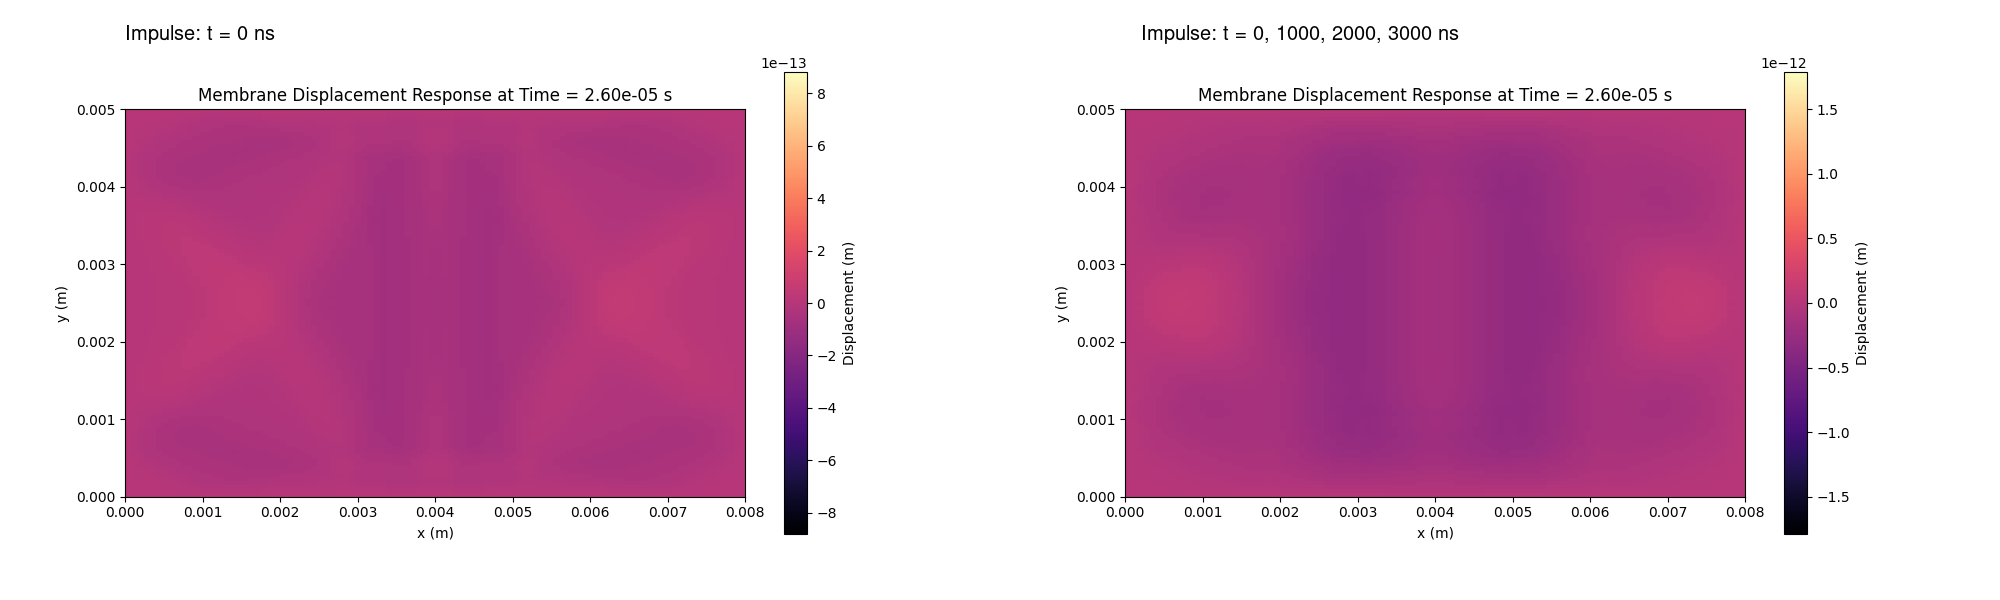 Impulse: t = 0 ns
1e−13
Membrane Displacement Response at Time = 2.60e-05 s
0.005
0.004
0.003
0.002
0.001
0.000
y (m)
0.000 0.001 0.002 0.003 0.004 0.005 0.006 0.007 0.008
x (m)
8
6
4
2
0
−2
−4
−6
−8
Displacement (m)
Impulse: t = 0, 1000, 2000, 3000 ns
1e−12
Membrane Displacement Response at Time = 2.60e-05 s
0.005
0.004
0.003
0.002
0.001
0.000
y (m)
0.000 0.001 0.002 0.003 0.004 0.005 0.006 0.007 0.008
x (m)
1.5
1.0
0.5
0.0
−0.5
−1.0
−1.5
Displacement (m)